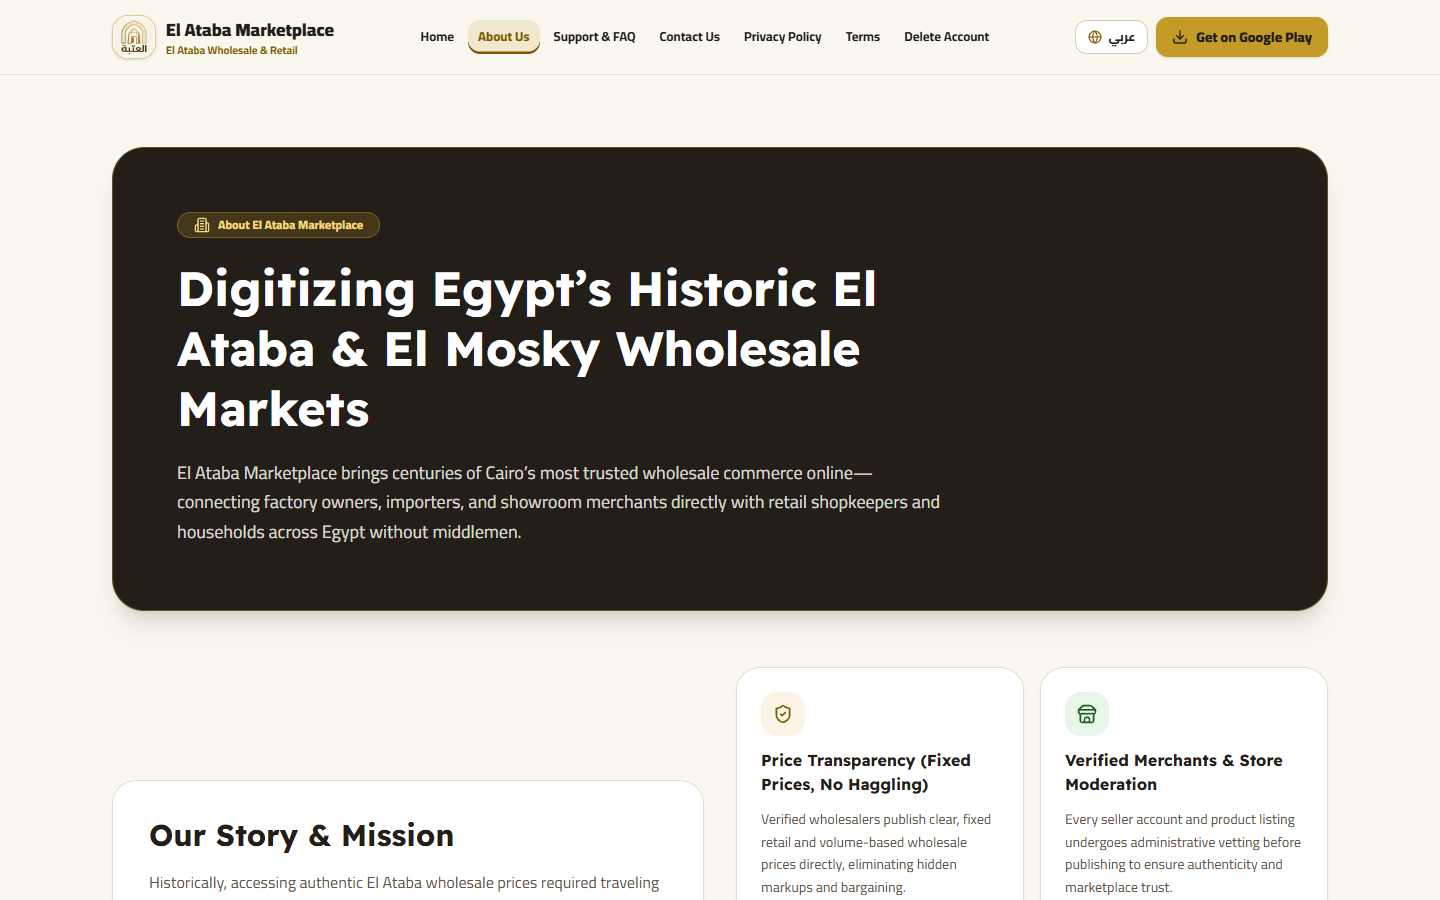 العتبة
El Ataba Marketplace
El Ataba Wholesale & Retail
Home
About Us
Support & FAQ
Contact Us
Privacy Policy
Terms
Delete Account
عربي
Get on Google Play
About El Ataba Marketplace
Digitizing Egypt’s Historic El
Ataba & El Mosky Wholesale
Markets
El Ataba Marketplace brings centuries of Cairo’s most trusted wholesale commerce online—
connecting factory owners, importers, and showroom merchants directly with retail shopkeepers and
households across Egypt without middlemen.
Our Story & Mission
Historically, accessing authentic El Ataba wholesale prices required traveling
Price Transparency (Fixed
Prices, No Haggling)
Verified wholesalers publish clear, fixed
retail and volume-based wholesale
prices directly, eliminating hidden
markups and bargaining.
Verified Merchants & Store
Moderation
Every seller account and product listing
undergoes administrative vetting before
publishing to ensure authenticity and
marketplace trust.